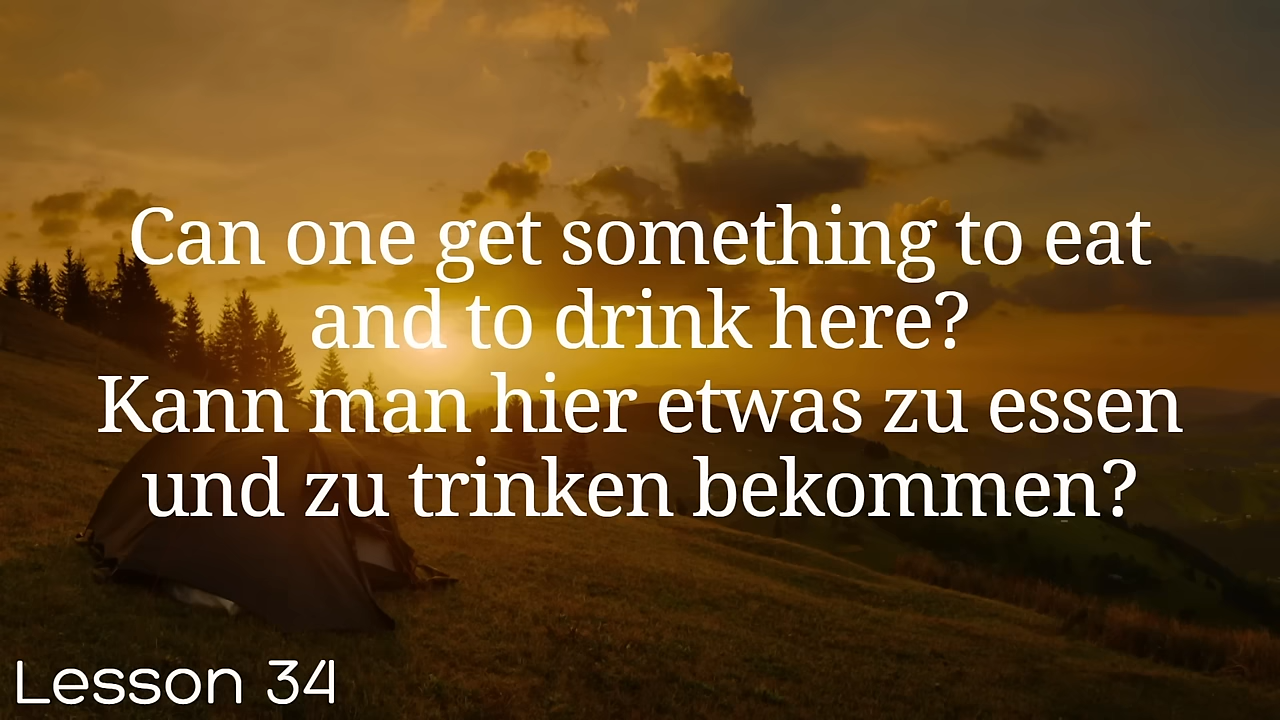 Can one get something to eat
and to drink here?
Kann man hier etwas zu essen
und zu trinken bekommen?
Lesson 34